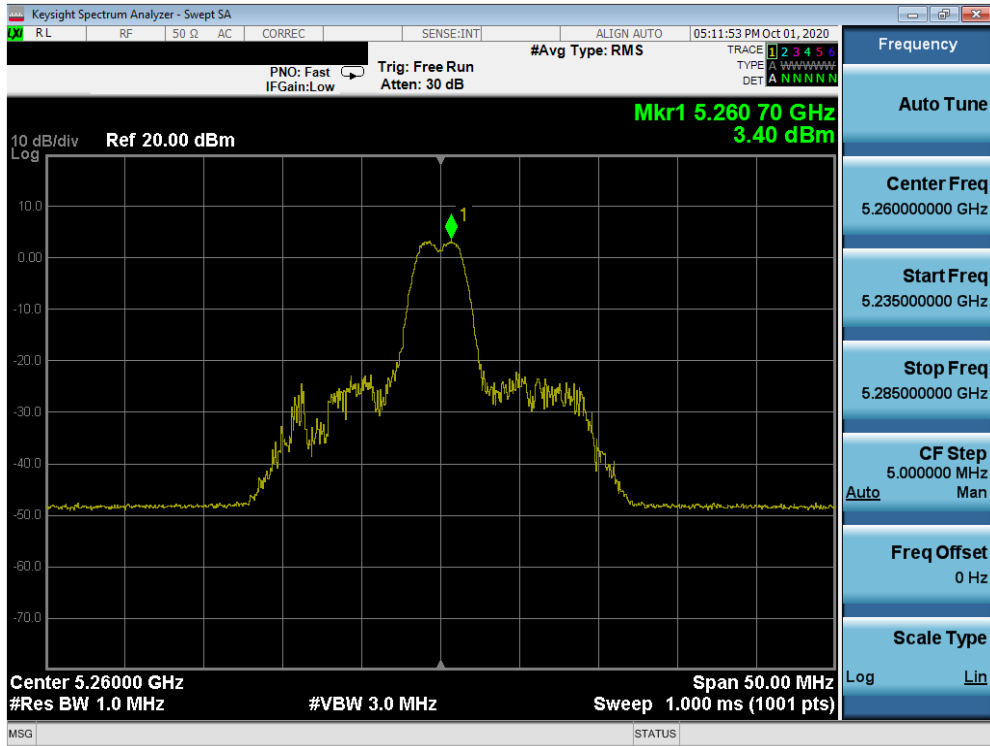 Keysight Spectrum Analyzer - Swept SA
LXI RL RF 50 Ω AC CORREC SENSE:INT ALIGN AUTO 05:11:53 PM Oct 01, 2020
#Avg Type: RMS
TRACE 1 2 3 4 5 6
TYPE A WWWWW
DET A N N N N N
PNO: Fast
IFGain:Low
Trig: Free Run
Atten: 30 dB
Mkr1 5.260 70 GHz
3.40 dBm
10 dB/div
Log
Ref 20.00 dBm
1
10.0
0.00
-10.0
-20.0
-30.0
-40.0
-50.0
-60.0
-70.0
Center 5.26000 GHz
#Res BW 1.0 MHz
#VBW 3.0 MHz
Span 50.00 MHz
Sweep 1.000 ms (1001 pts)
MSG
STATUS
Frequency
Auto Tune
Center Freq
5.260000000 GHz
Start Freq
5.235000000 GHz
Stop Freq
5.285000000 GHz
CF Step
5.000000 MHz
Auto Man
Freq Offset
0 Hz
Scale Type
Log Lin